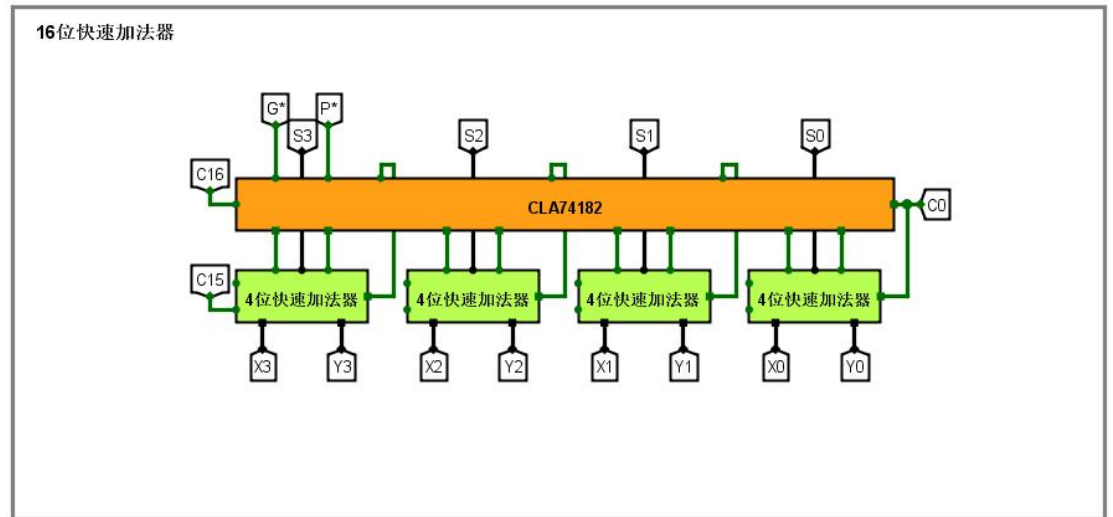 16位快速加法器
G* P*
S3 S2 S1 S0
C16
CLA74182
C0
C15
4位快速加法器 4位快速加法器 4位快速加法器 4位快速加法器
X3 Y3 X2 Y2 X1 Y1 X0 Y0